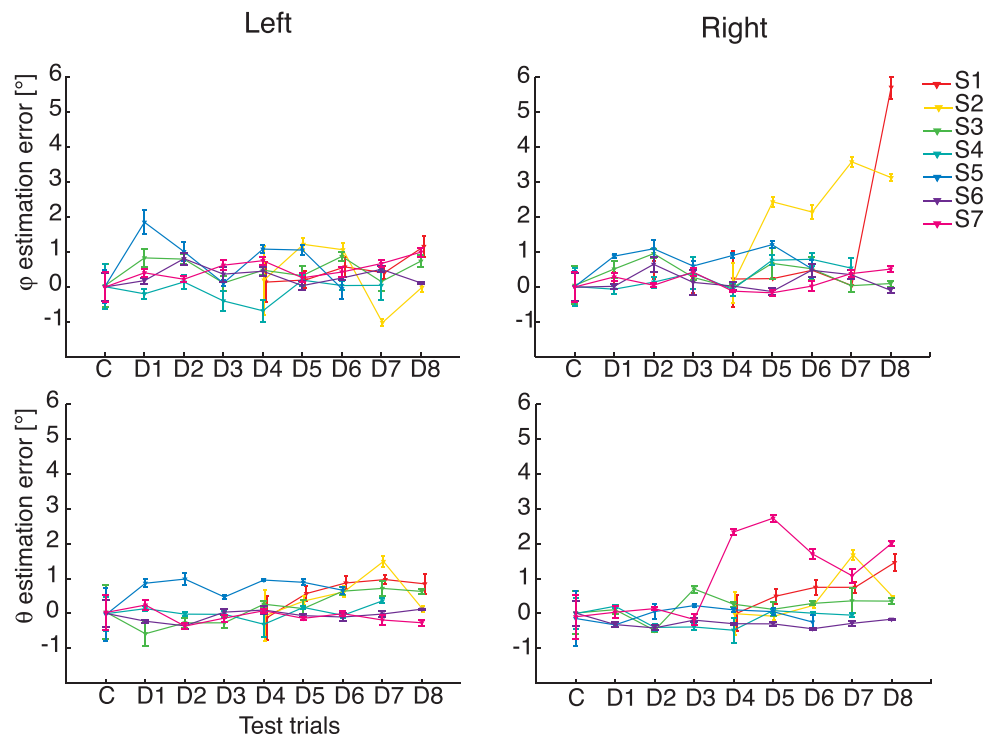 Left
Right
φ estimation error [°]
6
5
4
3
2
1
0
-1
C D1 D2 D3 D4 D5 D6 D7 D8
6
5
4
3
2
1
0
-1
C D1 D2 D3 D4 D5 D6 D7 D8
S1
S2
S3
S4
S5
S6
S7
θ estimation error [°]
6
5
4
3
2
1
0
-1
C D1 D2 D3 D4 D5 D6 D7 D8
Test trials
6
5
4
3
2
1
0
-1
C D1 D2 D3 D4 D5 D6 D7 D8